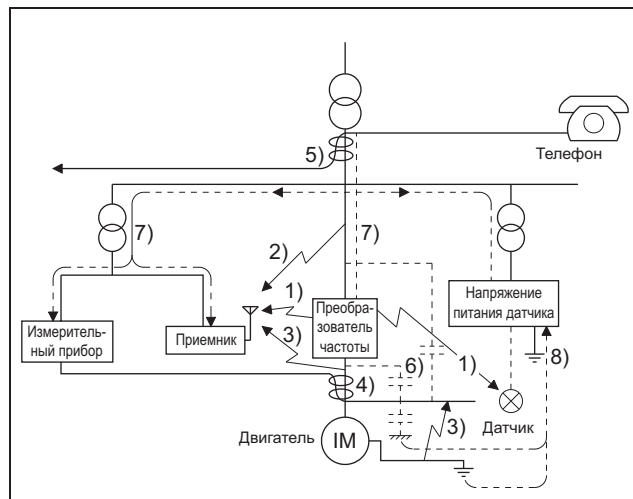 Телефон
5)
7)
7)
2)
1)
Преобра-
зователь
частоты
Напряжение
питания датчика
Измеритель-
ный прибор
Приемник
3)
1)
6)
8)
4)
Датчик
3)
Двигатель
IM